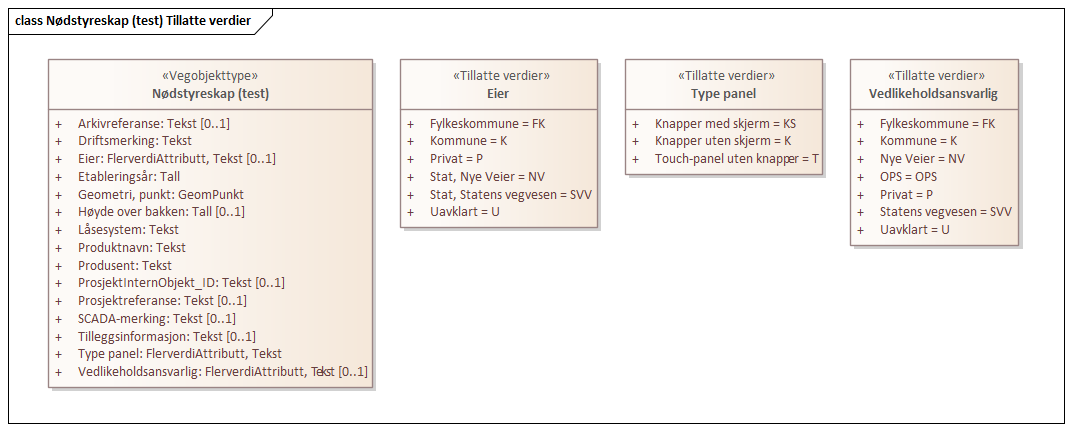 class Nødstyreskap (test) Tillatte verdier
«Vegobjekttype»
Nødstyreskap (test)
+ Arkivreferanse: Tekst [0..1]
+ Driftsmerking: Tekst
+ Eier: FlerverdiAttributt, Tekst [0..1]
+ Etableringsår: Tall
+ Geometri, punkt: GeomPunkt
+ Høyde over bakken: Tall [0..1]
+ Låsesystem: Tekst
+ Produktnavn: Tekst
+ Produsent: Tekst
+ ProsjektInternObjekt_ID: Tekst [0..1]
+ Prosjektreferanse: Tekst [0..1]
+ SCADA-merking: Tekst [0..1]
+ Tilleggsinformasjon: Tekst [0..1]
+ Type panel: FlerverdiAttributt, Tekst
+ Vedlikeholdsansvarlig: FlerverdiAttributt, Tekst [0..1]
«Tillatte verdier»
Eier
+ Fylkeskommune = FK
+ Kommune = K
+ Privat = P
+ Stat, Nye Veier = NV
+ Stat, Statens vegvesen = SVV
+ Uavklart = U
«Tillatte verdier»
Type panel
+ Knapper med skjerm = KS
+ Knapper uten skjerm = K
+ Touch-panel uten knapper = T
«Tillatte verdier»
Vedlikeholdsansvarlig
+ Fylkeskommune = FK
+ Kommune = K
+ Nye Veier = NV
+ OPS = OPS
+ Privat = P
+ Statens vegvesen = SVV
+ Uavklart = U